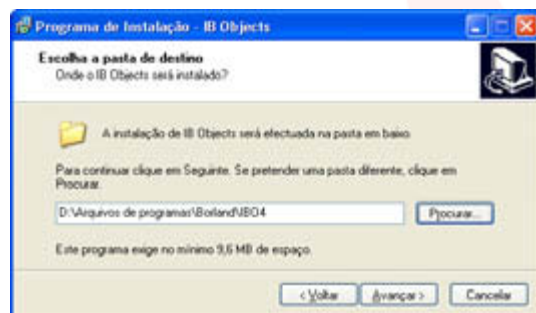 Programa de Instalação - IB Objects
Escolha a pasta de destino
Onde o IB Objects será instalado?
A instalação de IB Objects será efectuada na pasta em baixo.
Para continuar clique em Seguinte. Se pretender uma pasta diferente, clique em
Procurar.
D:\Arquivos de programas\Borland\IBO4
Procurar...
Este programa exige no mínimo 9,6 MB de espaço.
< Voltar
Avançar >
Cancelar